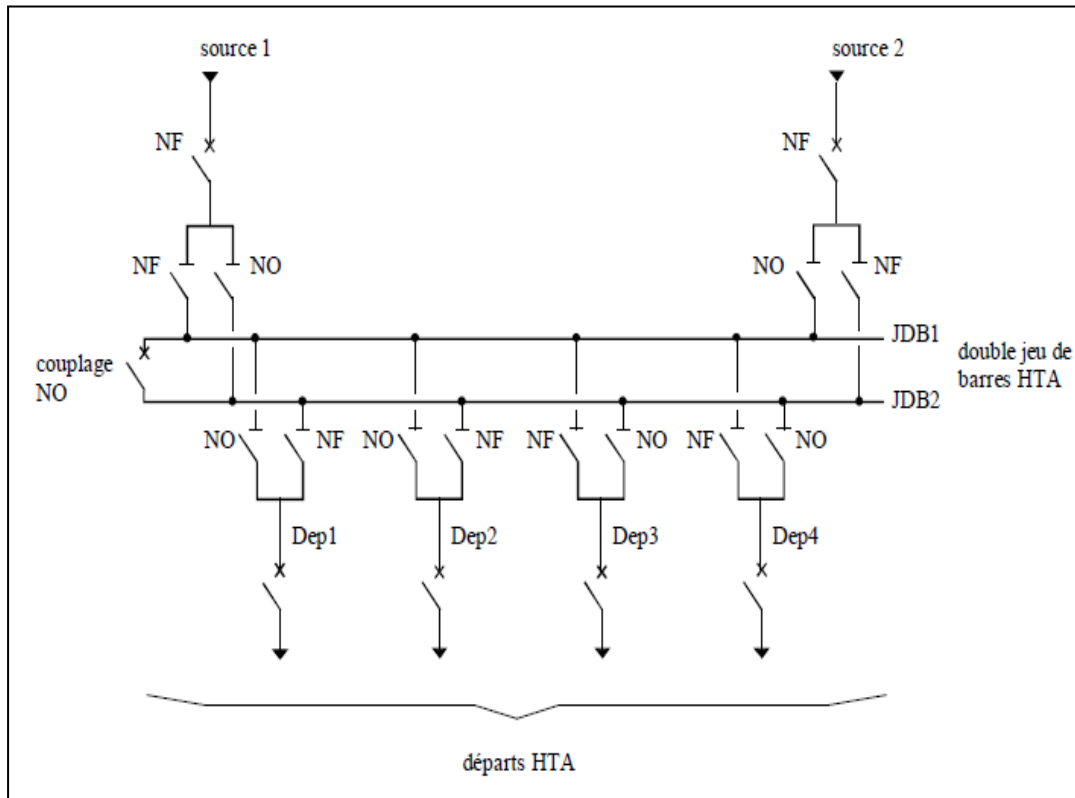 source 1
source 2
NF
NF
NF
NO
NO
NF
couplage
NO
JDB1
JDB2
double jeu de
barres HTA
NO
NF
NO
NF
NF
NO
NF
NO
Dep1
Dep2
Dep3
Dep4
départs HTA